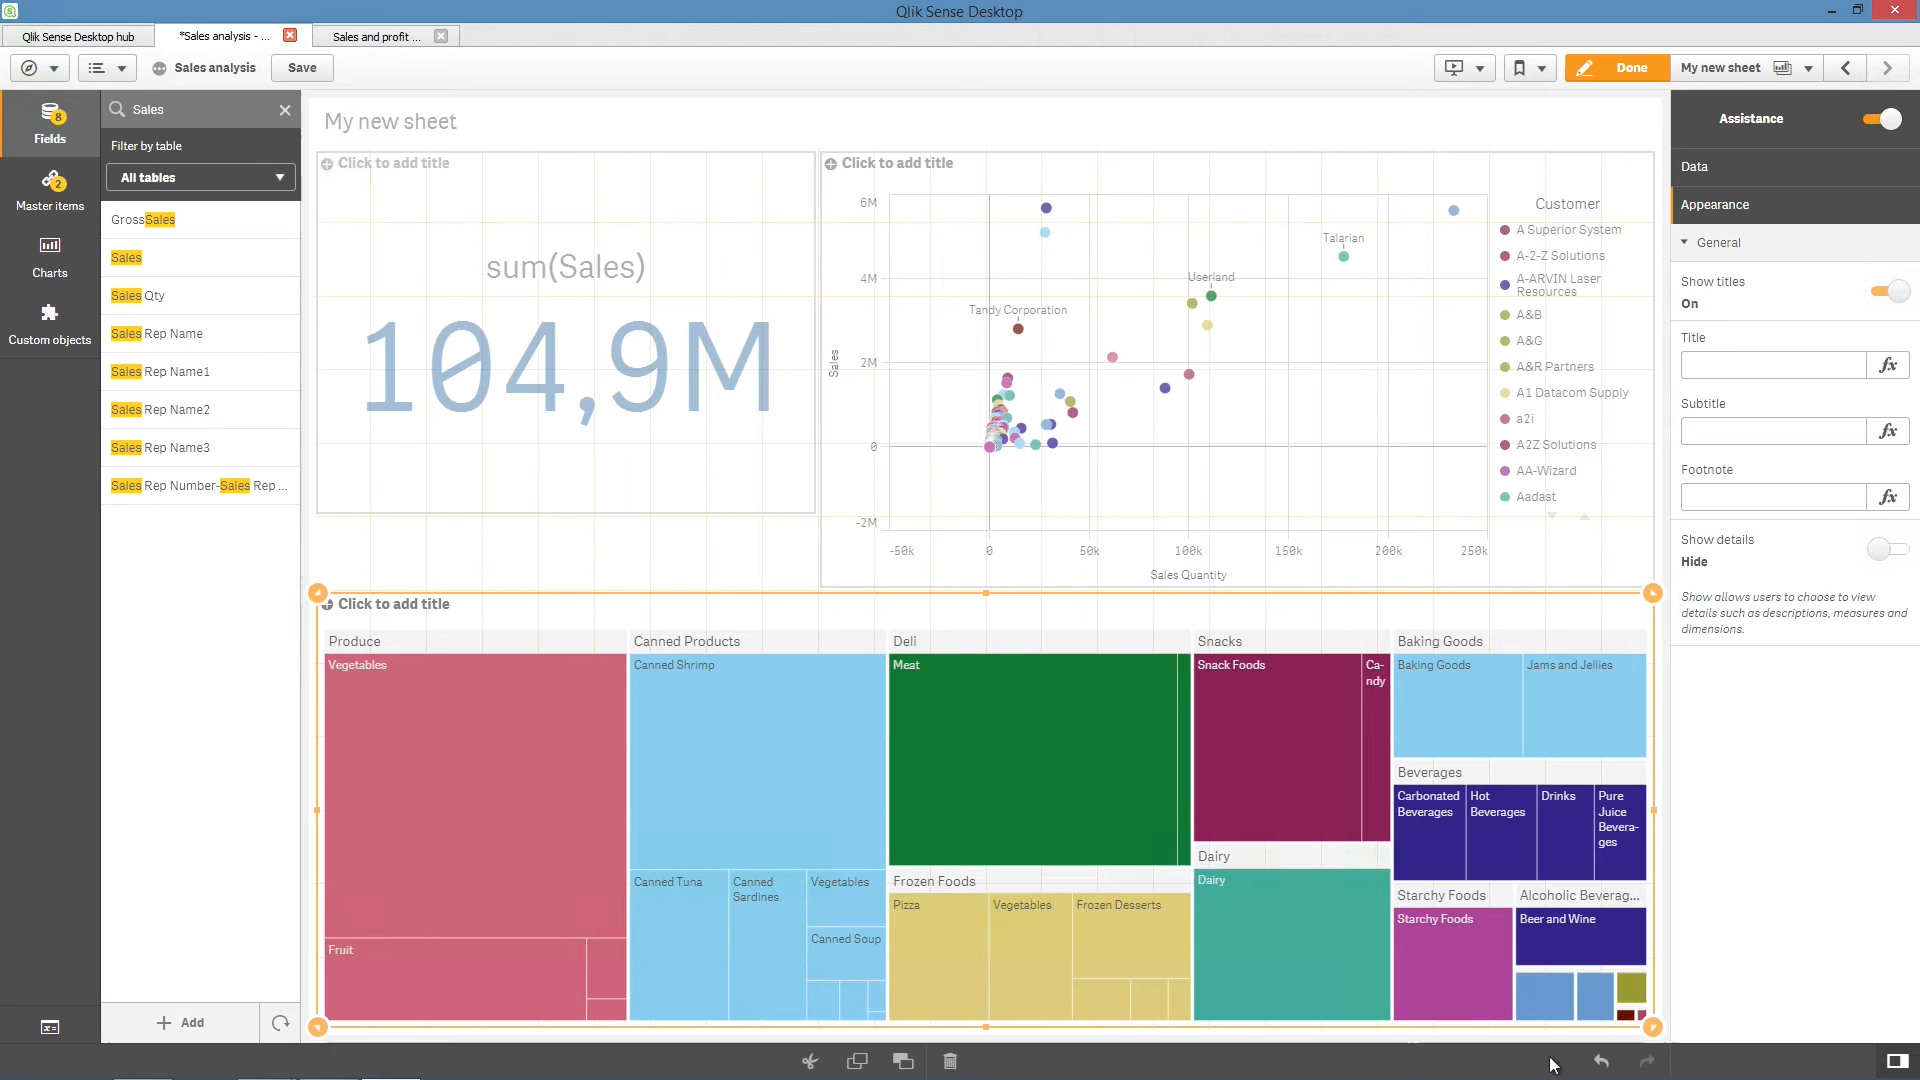 Qlik Sense Desktop
Qlik Sense Desktop hub
*Sales analysis - ...
Sales and profit ...
Sales analysis
Save
Done
My new sheet
8
Fields
2
Master items
Charts
Custom objects
Sales
Filter by table
All tables
GrossSales
Sales
Sales Qty
Sales Rep Name
Sales Rep Name1
Sales Rep Name2
Sales Rep Name3
Sales Rep Number-Sales Rep ...
Add
My new sheet
Click to add title
sum(Sales)
104,9M
Click to add title
6M
4M
2M
0
-2M
Sales
Tandy Corporation
Userland
Talarian
-50k
0
50k
100k
150k
200k
250k
Sales Quantity
Customer
A Superior System
A-2-Z Solutions
A-ARVIN Laser
Resources
A&B
A&G
A&R Partners
A1 Datacom Supply
a2i
A2Z Solutions
AA-Wizard
Aadast
Click to add title
Produce
Vegetables
Fruit
Canned Products
Canned Shrimp
Canned Tuna
Canned
Sardines
Vegetables
Canned Soup
Deli
Meat
Frozen Foods
Pizza
Vegetables
Frozen Desserts
Snacks
Snack Foods
Ca-
ndy
Dairy
Dairy
Baking Goods
Baking Goods
Jams and Jellies
Beverages
Carbonated
Beverages
Hot
Beverages
Drinks
Pure
Juice
Bevera-
ges
Starchy Foods
Starchy Foods
Alcoholic Beverag...
Beer and Wine
Assistance
Data
Appearance
General
Show titles
On
Title
fx
Subtitle
fx
Footnote
fx
Show details
Hide
Show allows users to choose to view
details such as descriptions, measures and
dimensions.